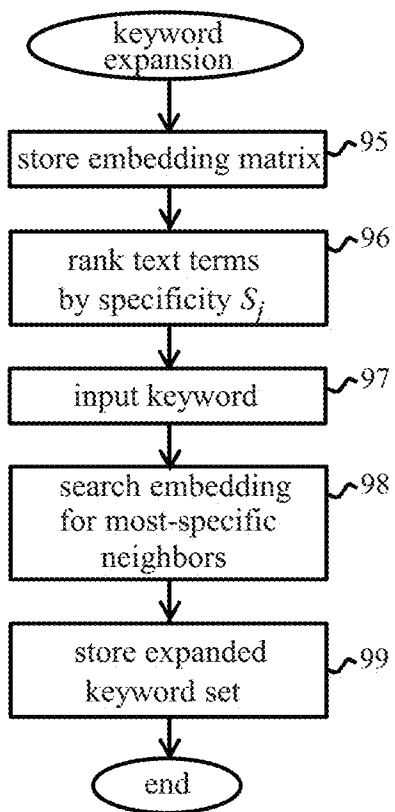 keyword
expansion
store embedding matrix
95
rank text terms
by specificity S_j
96
input keyword
97
search embedding
for most-specific
neighbors
98
store expanded
keyword set
99
end